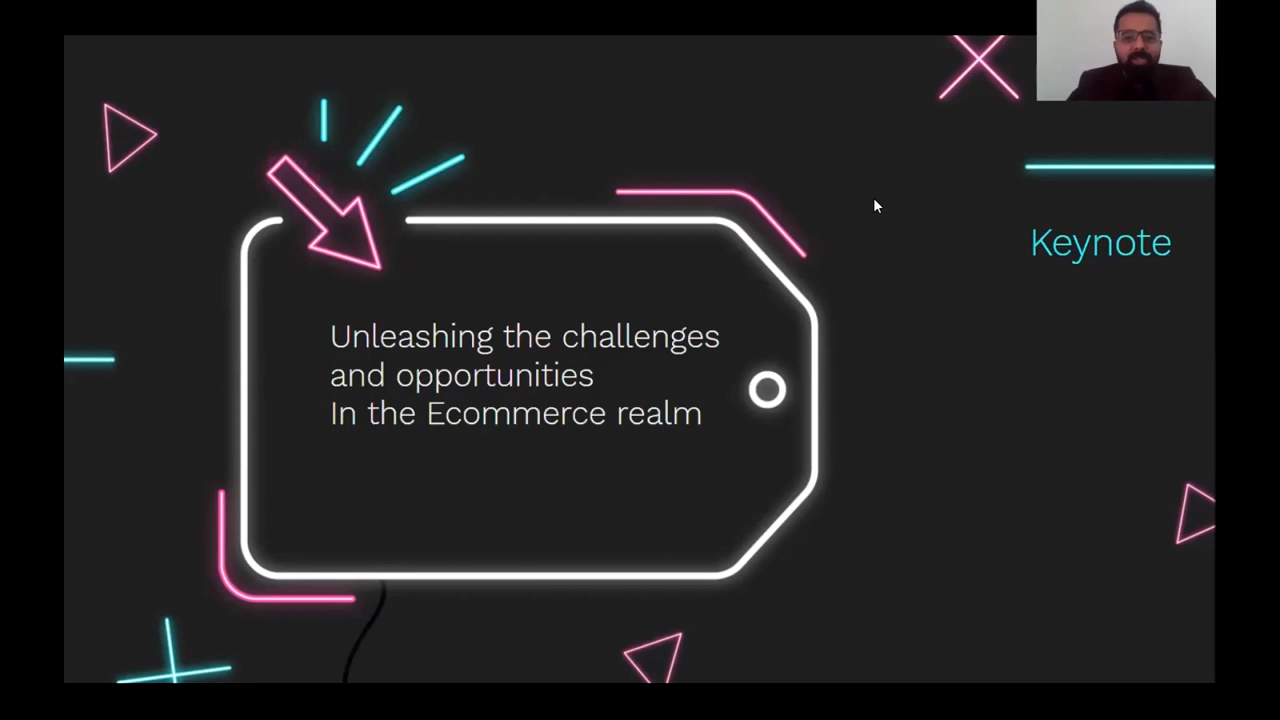 Keynote
Unleashing the challenges
and opportunities
In the Ecommerce realm